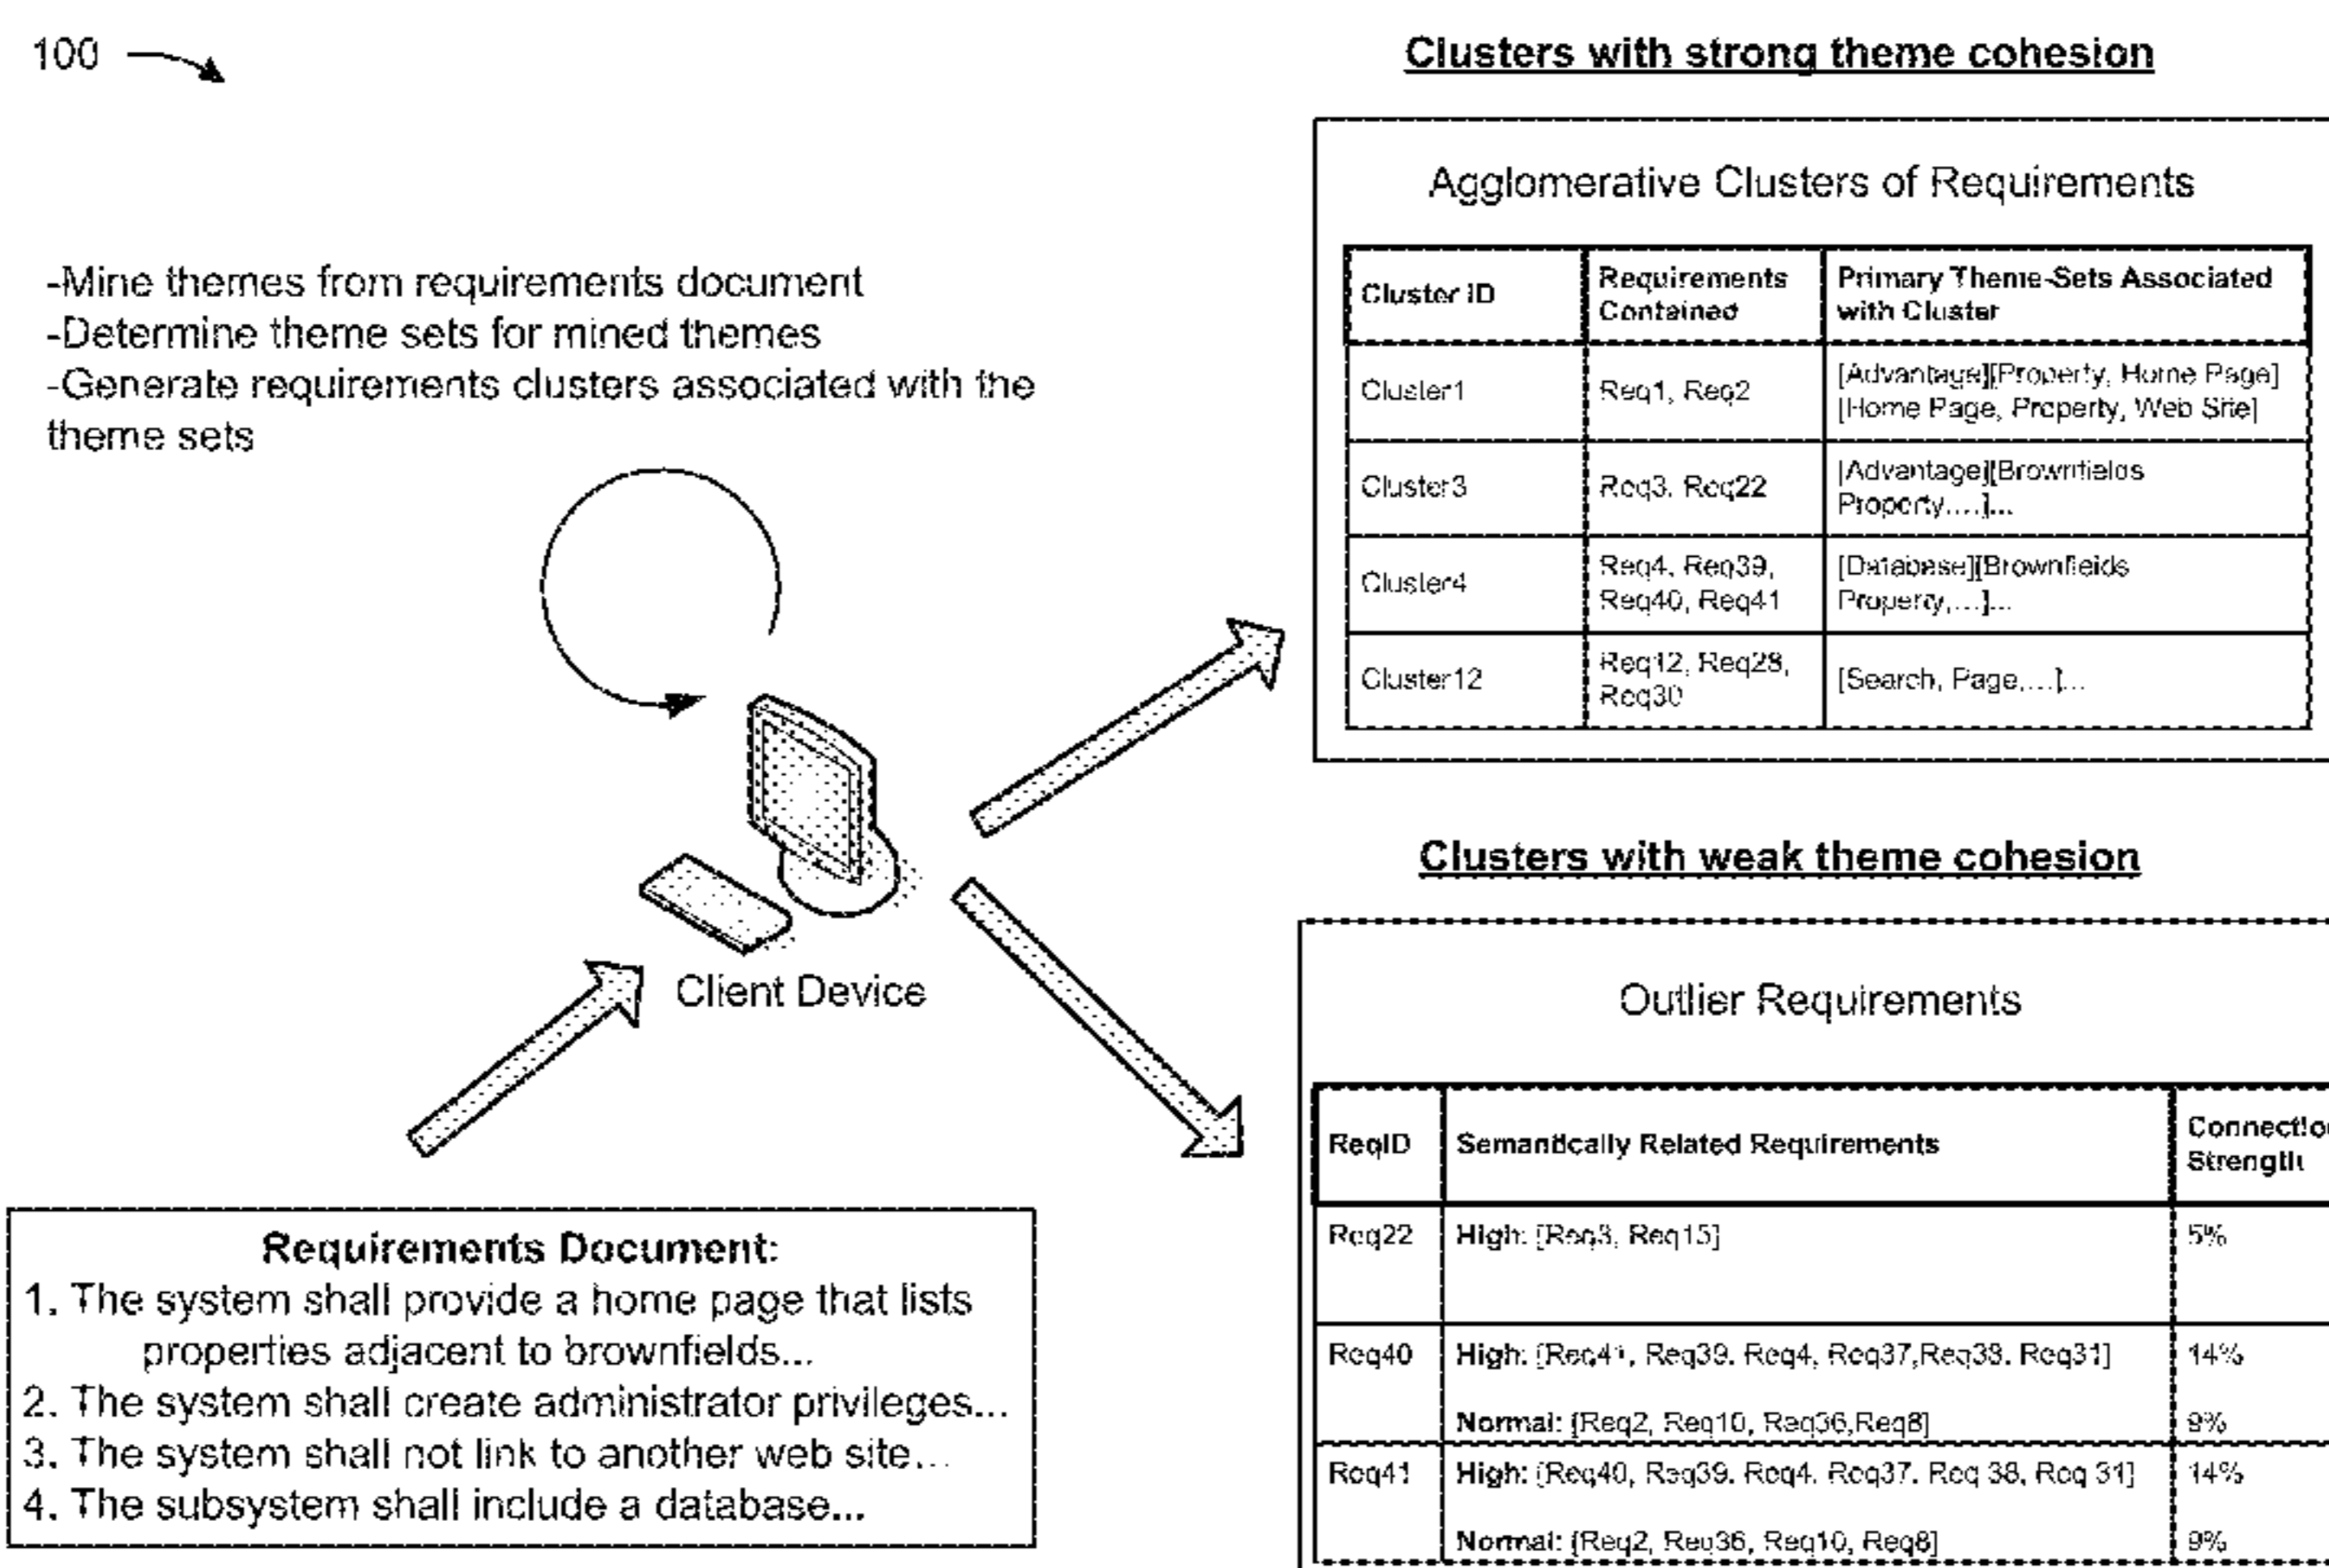 100
-Mine themes from requirements document
-Determine theme sets for mined themes
-Generate requirements clusters associated with the
theme sets
Client Device
Requirements Document:
1. The system shall provide a home page that lists
properties adjacent to brownfields...
2. The system shall create administrator privileges...
3. The system shall not link to another web site...
4. The subsystem shall include a database...
Clusters with strong theme cohesion
Agglomerative Clusters of Requirements
Cluster ID
Requirements
Contained
Primary Theme-Sets Associated
with Cluster
Cluster1
Req1, Req2
[Advantage][Property, Home Page]
[Home Page, Property, Web Site]
Cluster3
Req3, Req22
[Advantage][Brownfields
Property,...]...
Cluster4
Req4, Req39,
Req40, Req41
[Database][Brownfields
Property,...]...
Cluster12
Req12, Req28,
Req30
[Search, Page,...]...
Clusters with weak theme cohesion
Outlier Requirements
ReqID
Semantically Related Requirements
Connectio
Strength
Req22
High: [Req3, Req15]
5%
Req40
High: [Req41, Req39, Req4, Req37,Req38, Req31]
14%
Normal: [Req2, Req10, Req36,Req8]
9%
Req41
High: [Req40, Req39, Req4, Req37, Req 38, Req 31]
14%
Normal: [Req2, Req36, Req10, Req8]
9%